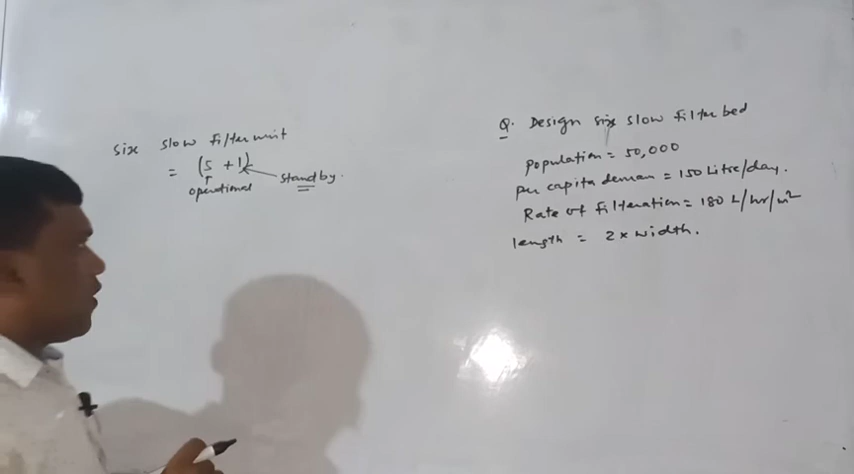 six slow filter unit
= (5 + 1)
operational
standby.
Q. Design six slow filter bed
population = 50,000
per capita deman = 150 Litre/day.
Rate of filteration = 180 L/hr/m²
length = 2 x width.